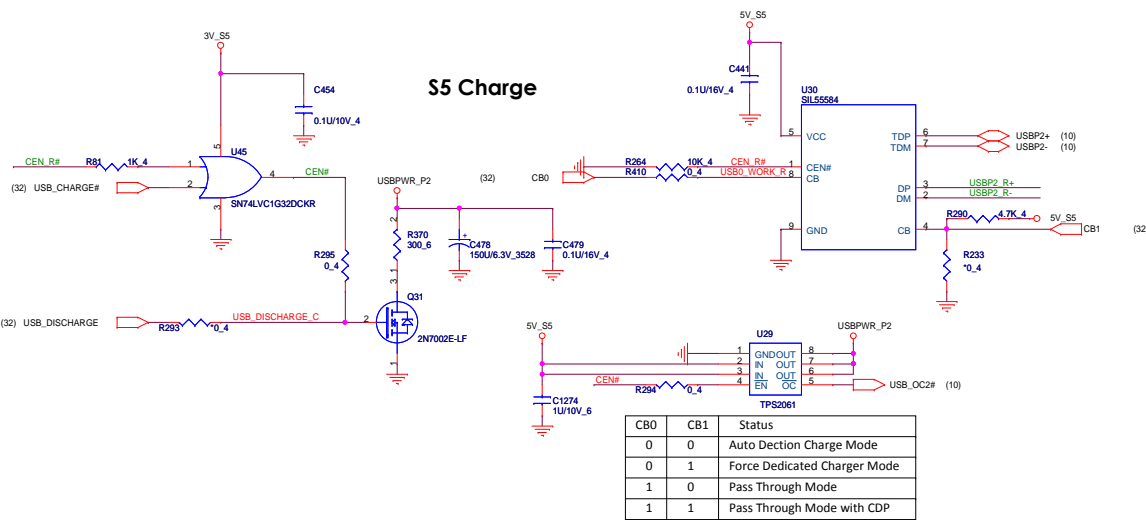 S5 Charge
3V_S5
C454
0.1U/10V_4
5
U45
CEN_R#
R81
1K_4
1
(32) USB_CHARGE#
2
4
CEN#
SN74LVC1G32DCKR
3
R295
0_4
(32) USB_DISCHARGE
R293
*0_4
USB_DISCHARGE_C
2
USBPWR_P2
(32)
2
R370
300_6
1
3
Q31
2N7002E-LF
1
+
C478
150U/6.3V_3528
C479
0.1U/16V_4
5V_S5
C441
0.1U/16V_4
U30
SIL55584
5 VCC
TDP 6 USBP2+ (10)
TDM 7 USBP2- (10)
R264 10K_4 CEN_R# 1 CEN#
CB0 R410 0_4 USB0_WORK_R 8 CB
DP 3 USBP2_R+
DM 2 USBP2_R-
R290 4.7K_4 5V_S5
9 GND
CB 4 CB1 (32
R233
*0_4
5V_S5
U29
USBPWR_P2
1 GND OUT 8
2 IN OUT 7
3 IN OUT 6
CEN# R294 0_4 4 EN OC 5 USB_OC2# (10)
TPS2061
C1274
1U/10V_6
CB0 CB1 Status
0 0 Auto Dection Charge Mode
0 1 Force Dedicated Charger Mode
1 0 Pass Through Mode
1 1 Pass Through Mode with CDP